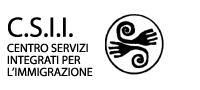 C.S.I.I.
CENTRO SERVIZI
INTEGRATI PER
L'IMMIGRAZIONE